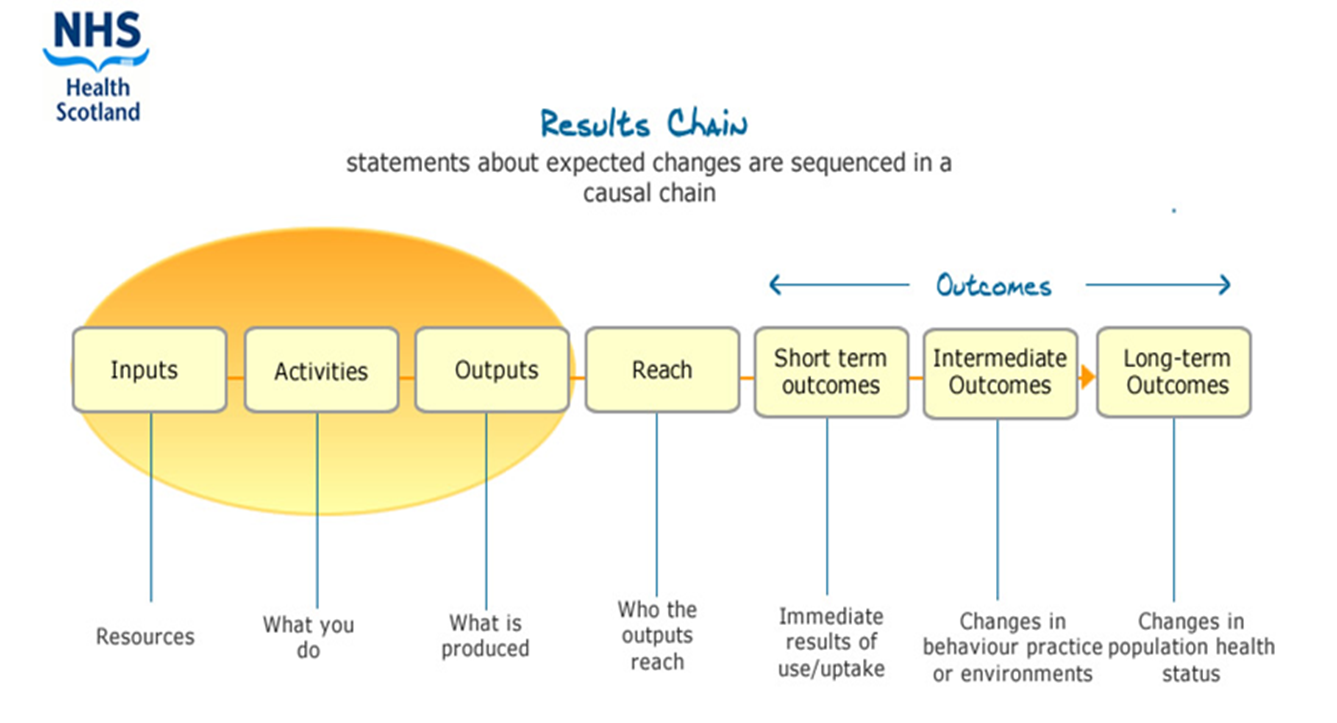 NHS
Health
Scotland
Results Chain
statements about expected changes are sequenced in a
causal chain
Outcomes
Inputs
Activities
Outputs
Reach
Short term
outcomes
Intermediate
Outcomes
Long-term
Outcomes
Resources
What you
do
What is
produced
Who the
outputs
reach
Immediate
results of
use/uptake
Changes in
behaviour practice
or environments
Changes in
population health
status